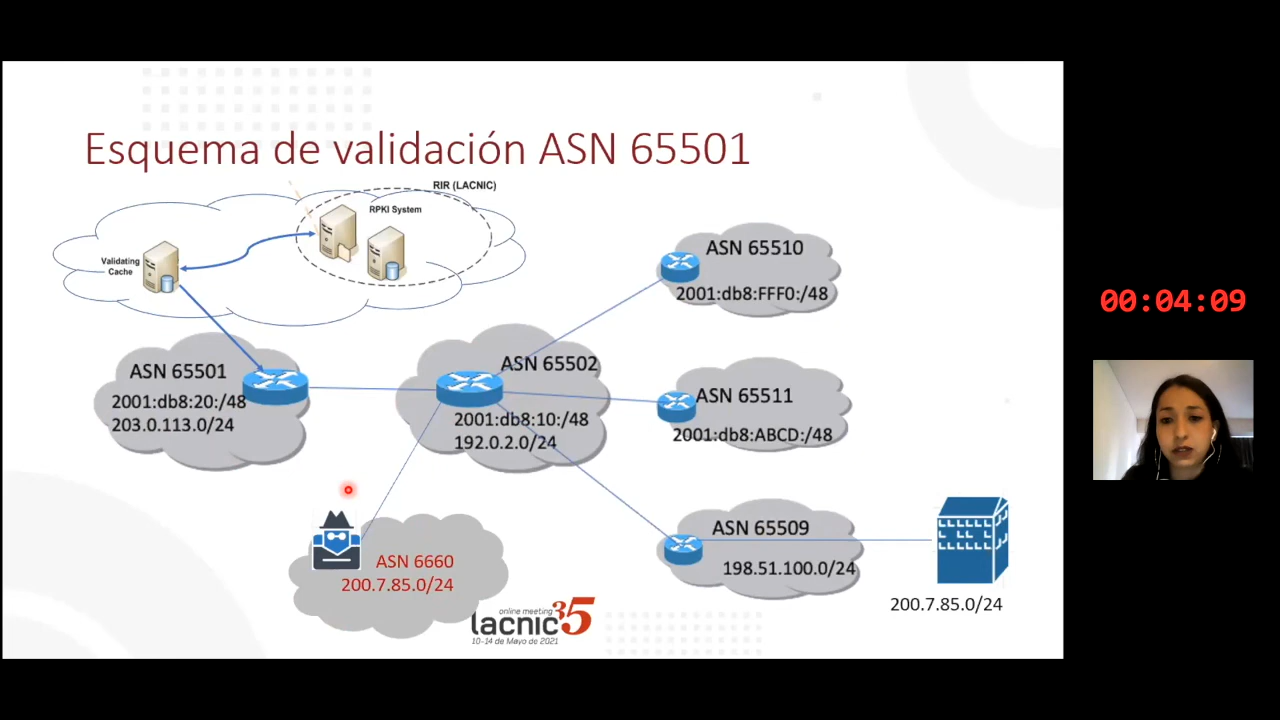 Esquema de validación ASN 65501
RIR (LACNIC)
RPKI System
Validating
Cache
ASN 65510
2001:db8:FFF0:/48
ASN 65501
2001:db8:20:/48
203.0.113.0/24
ASN 65502
2001:db8:10:/48
192.0.2.0/24
ASN 65511
2001:db8:ABCD:/48
00:04:09
ASN 6660
200.7.85.0/24
ASN 65509
198.51.100.0/24
200.7.85.0/24
online meeting
lacnic35
10-14 de Mayo de 2021